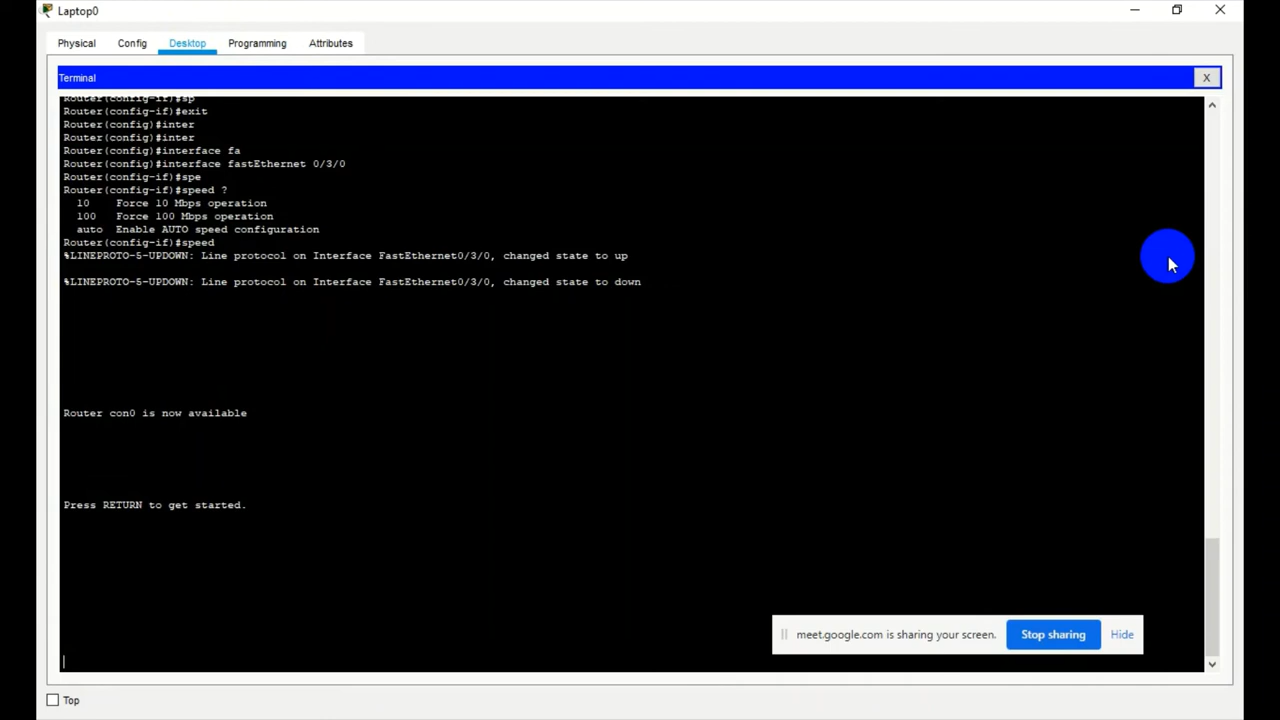 Laptop0
Physical Config Desktop Programming Attributes
Terminal
X
Router(config-if)#sp
Router(config-if)#exit
Router(config)#inter
Router(config)#inter
Router(config)#interface fa
Router(config)#interface fastEthernet 0/3/0
Router(config-if)#spe
Router(config-if)#speed ?
10 Force 10 Mbps operation
100 Force 100 Mbps operation
auto Enable AUTO speed configuration
Router(config-if)#speed
%LINEPROTO-5-UPDOWN: Line protocol on Interface FastEthernet0/3/0, changed state to up
%LINEPROTO-5-UPDOWN: Line protocol on Interface FastEthernet0/3/0, changed state to down
Router con0 is now available
Press RETURN to get started.
meet.google.com is sharing your screen. Stop sharing Hide
Top